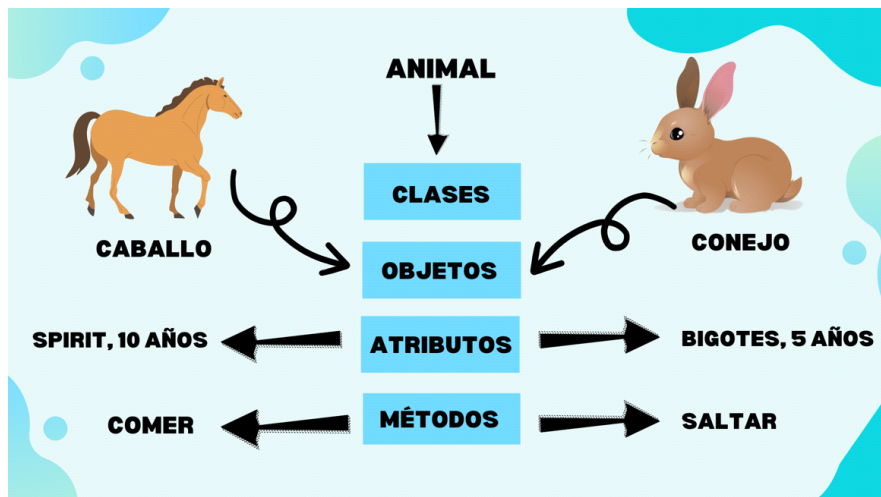 ANIMAL
CLASES
CABALLO
CONEJO
OBJETOS
SPIRIT, 10 AÑOS
ATRIBUTOS
BIGOTES, 5 AÑOS
COMER
MÉTODOS
SALTAR